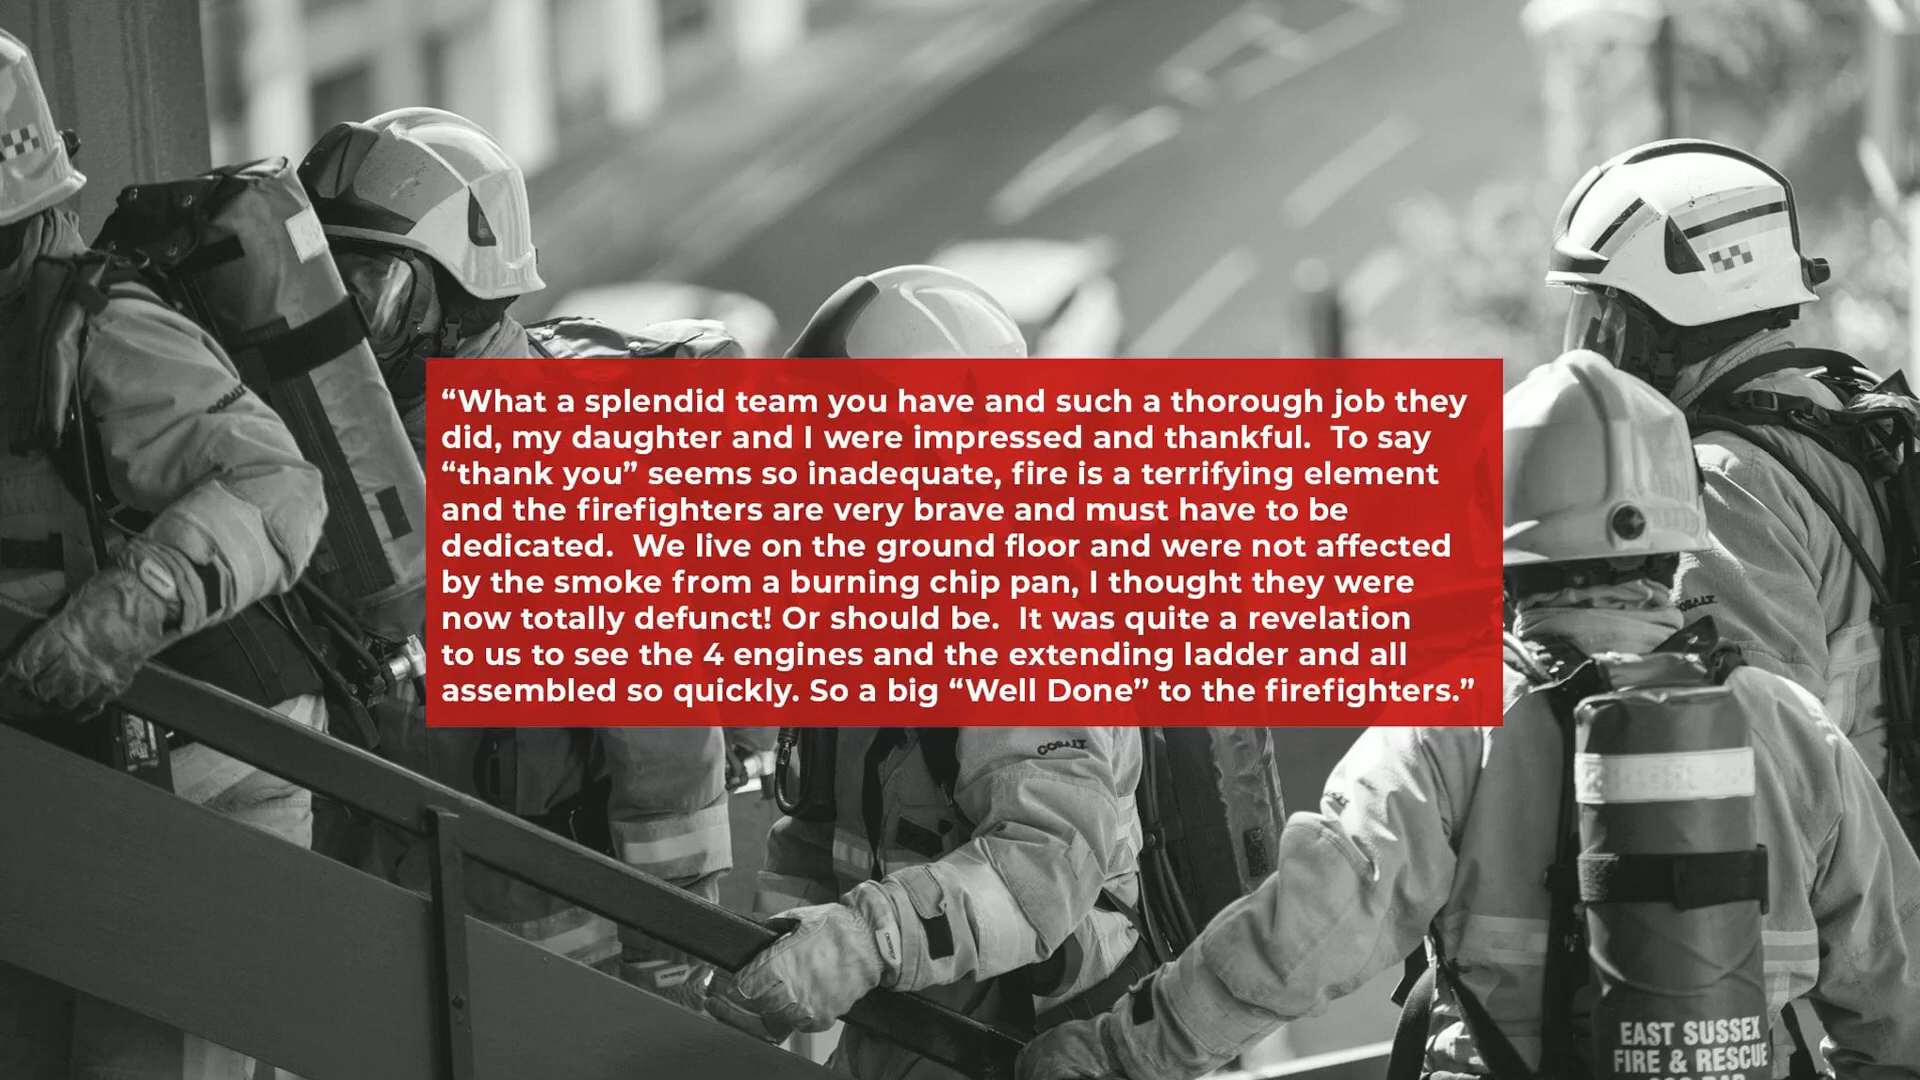 “What a splendid team you have and such a thorough job they
did, my daughter and I were impressed and thankful.  To say
“thank you” seems so inadequate, fire is a terrifying element
and the firefighters are very brave and must have to be
dedicated.  We live on the ground floor and were not affected
by the smoke from a burning chip pan, I thought they were
now totally defunct! Or should be.  It was quite a revelation
to us to see the 4 engines and the extending ladder and all
assembled so quickly. So a big “Well Done” to the firefighters.”
COBALT
EAST SUSSEX
FIRE & RESCUE